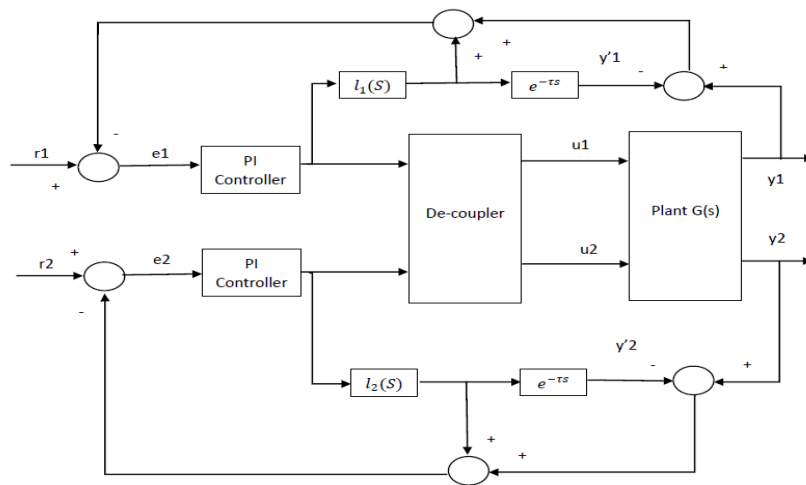 +
+
y'1
-
+
l₁(S)
e^{-τs}
-
r1
+
e1
PI
Controller
De-coupler
u1
Plant G(s)
y1
r2
+
e2
PI
Controller
u2
y2
-
y'2
-
+
l₂(S)
e^{-τs}
+
+